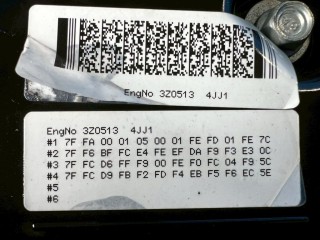 EngNo 3Z0513 4JJ1
EngNo 3Z0513 4JJ1
#1 7F FA 00 01 05 00 01 FE FD 01 FE 7C
#2 7F F6 BF FC E4 FE EF DA F9 F3 E3 0C
#3 7F FC D6 FF F9 00 FE F0 FC 04 F9 5C
#4 7F FC D9 FB F2 FD F4 EB F5 F6 EC 5E
#5
#6